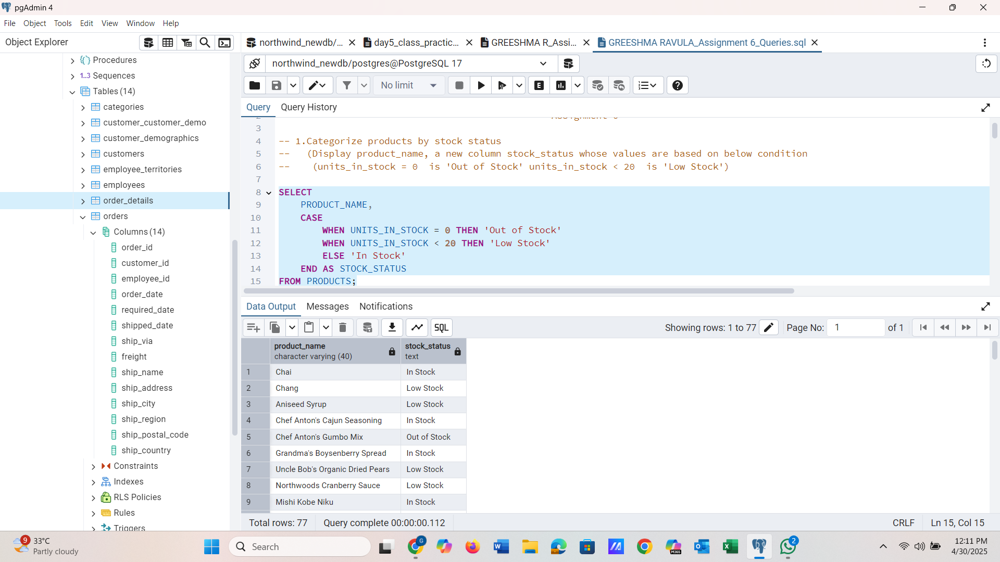 pgAdmin 4
File Object Tools Edit View Window Help
Object Explorer
northwind_newdb/...
day5_class_practic...
GREESHMA R_Assi...
GREESHMA RAVULA_Assignment 6_Queries.sql
Procedures
1..3 Sequences
Tables (14)
categories
customer_customer_demo
customer_demographics
customers
employee_territories
employees
order_details
orders
Columns (14)
order_id
customer_id
employee_id
order_date
required_date
shipped_date
ship_via
freight
ship_name
ship_address
ship_city
ship_region
ship_postal_code
ship_country
Constraints
Indexes
RLS Policies
Rules
Triggers
northwind_newdb/postgres@PostgreSQL 17
No limit
E
Query Query History
3
4 -- 1.Categorize products by stock status
5 --   (Display product_name, a new column stock_status whose values are based on below condition
6 --    (units_in_stock = 0  is 'Out of Stock' units_in_stock < 20  is 'Low Stock')
7
8 SELECT
9 PRODUCT_NAME,
10 CASE
11 WHEN UNITS_IN_STOCK = 0 THEN 'Out of Stock'
12 WHEN UNITS_IN_STOCK < 20 THEN 'Low Stock'
13 ELSE 'In Stock'
14 END AS STOCK_STATUS
15 FROM PRODUCTS;
Data Output Messages Notifications
SQL
Showing rows: 1 to 77
Page No: 1 of 1
product_name stock_status
character varying (40) text
1 Chai In Stock
2 Chang Low Stock
3 Aniseed Syrup Low Stock
4 Chef Anton's Cajun Seasoning In Stock
5 Chef Anton's Gumbo Mix Out of Stock
6 Grandma's Boysenberry Spread In Stock
7 Uncle Bob's Organic Dried Pears Low Stock
8 Northwoods Cranberry Sauce Low Stock
9 Mishi Kobe Niku In Stock
Total rows: 77 Query complete 00:00:00.112 CRLF Ln 15, Col 15
9
33°C
Partly cloudy
Search
G
M365
2
12:11 PM
4/30/2025